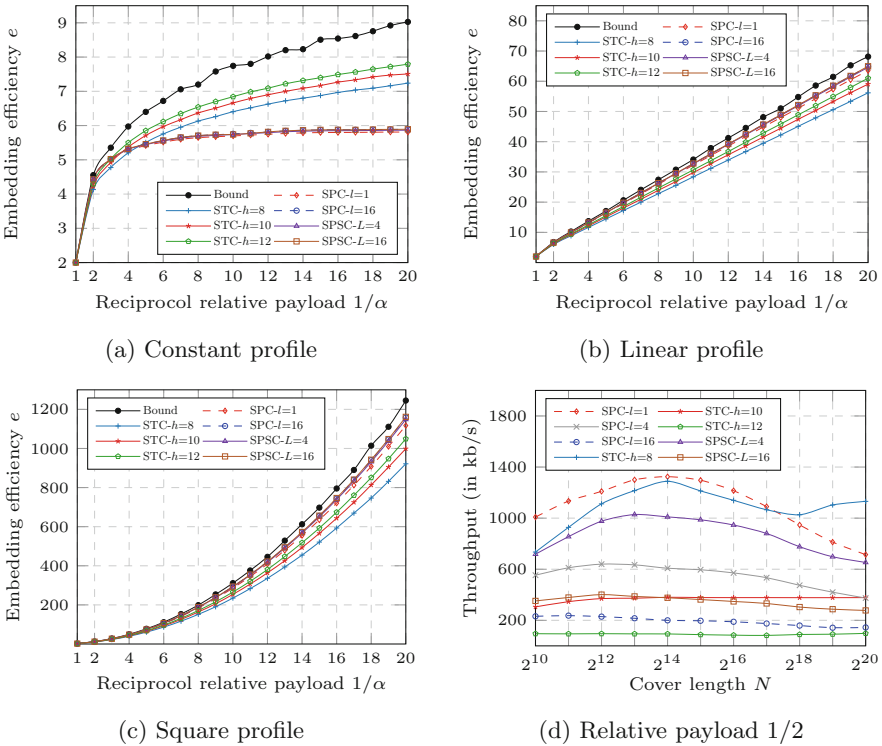 9
8
7
6
5
4
3
2
1 2 4 6 8 10 12 14 16 18 20
Embedding efficiency e
Reciprocol relative payload 1/α
Bound
STC-h=8
STC-h=10
STC-h=12
SPC-l=1
SPC-l=16
SPSC-L=4
SPSC-L=16
(a) Constant profile
80
70
60
50
40
30
20
10
1 2 4 6 8 10 12 14 16 18 20
Embedding efficiency e
Reciprocol relative payload 1/α
Bound
STC-h=8
STC-h=10
STC-h=12
SPC-l=1
SPC-l=16
SPSC-L=4
SPSC-L=16
(b) Linear profile
1200
1000
800
600
400
200
1 2 4 6 8 10 12 14 16 18 20
Embedding efficiency e
Reciprocol relative payload 1/α
Bound
STC-h=8
STC-h=10
STC-h=12
SPC-l=1
SPC-l=16
SPSC-L=4
SPSC-L=16
(c) Square profile
1800
1400
1000
600
200
2^10 2^12 2^14 2^16 2^18 2^20
Throughput (in kb/s)
Cover length N
SPC-l=1
SPC-l=4
SPC-l=16
STC-h=8
STC-h=10
STC-h=12
SPSC-L=4
SPSC-L=16
(d) Relative payload 1/2